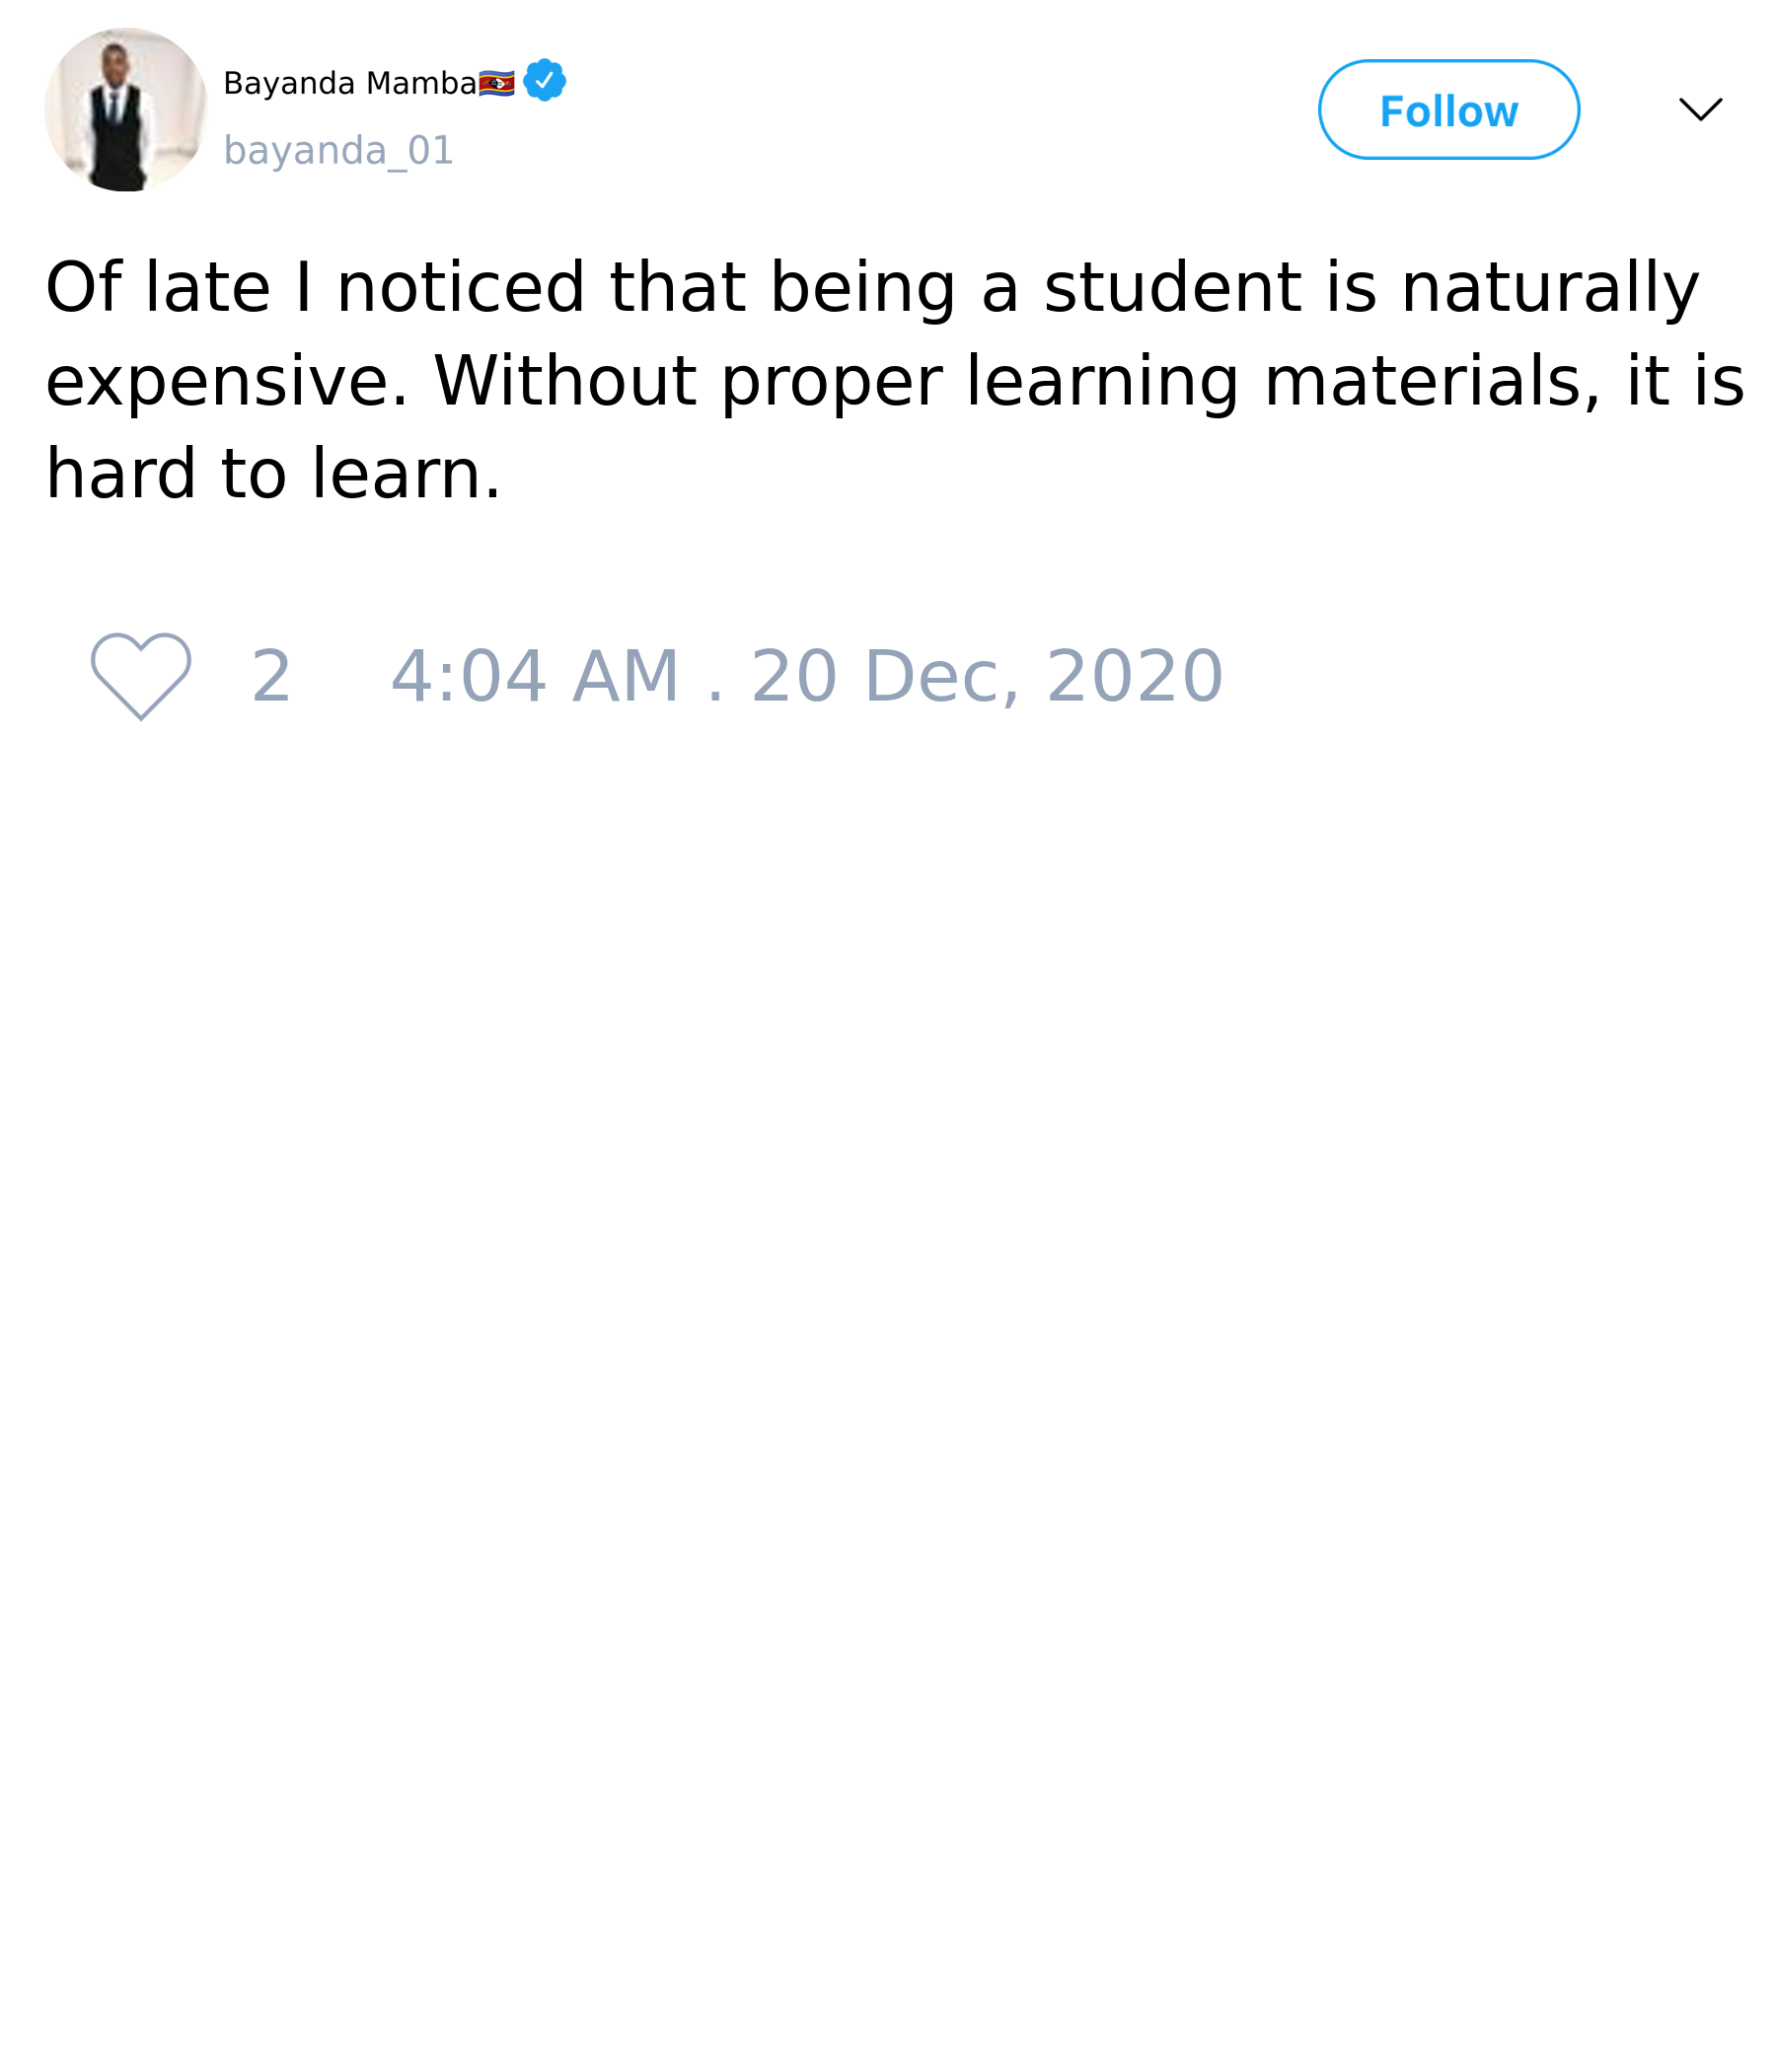 Bayanda Mamba🇸🇿
bayanda_01
Follow
Of late I noticed that being a student is naturally
expensive. Without proper learning materials, it is
hard to learn.
2 4:04 AM . 20 Dec, 2020